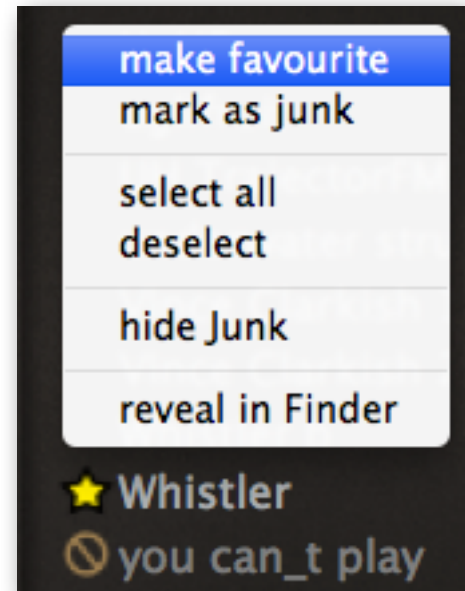 make favourite
mark as junk
select all
deselect
hide Junk
reveal in Finder
Whistler
you can_t play